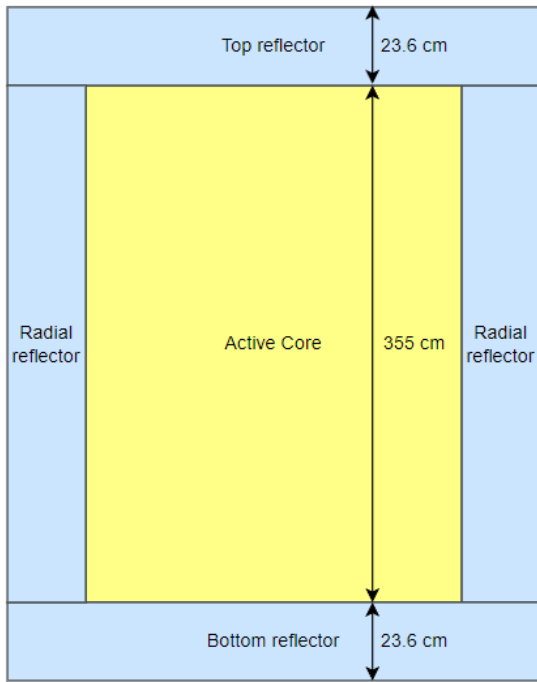 Top reflector
23.6 cm
Radial
reflector
Active Core
355 cm
Radial
reflector
Bottom reflector
23.6 cm